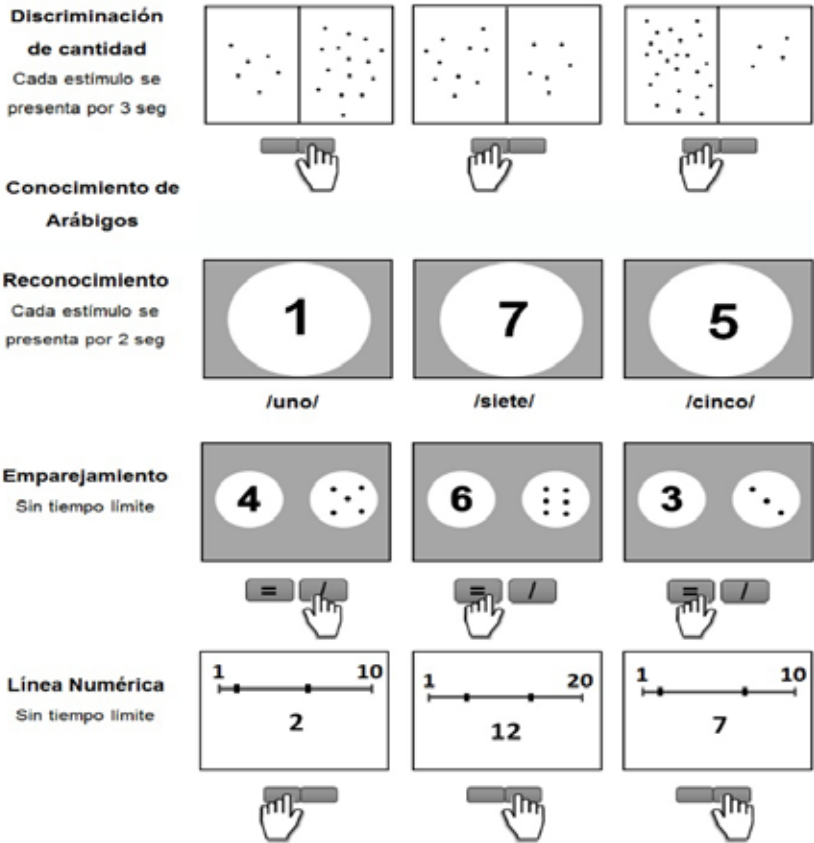 Discriminación
de cantidad
Cada estímulo se
presenta por 3 seg
Conocimiento de
Arábigos
Reconocimiento
Cada estímulo se
presenta por 2 seg
1 7 5
/uno/ /siete/ /cinco/
Emparejamiento
Sin tiempo límite
4 6 3
= / = / = /
Línea Numérica
Sin tiempo límite
1 10 1 20 1 10
2 12 7